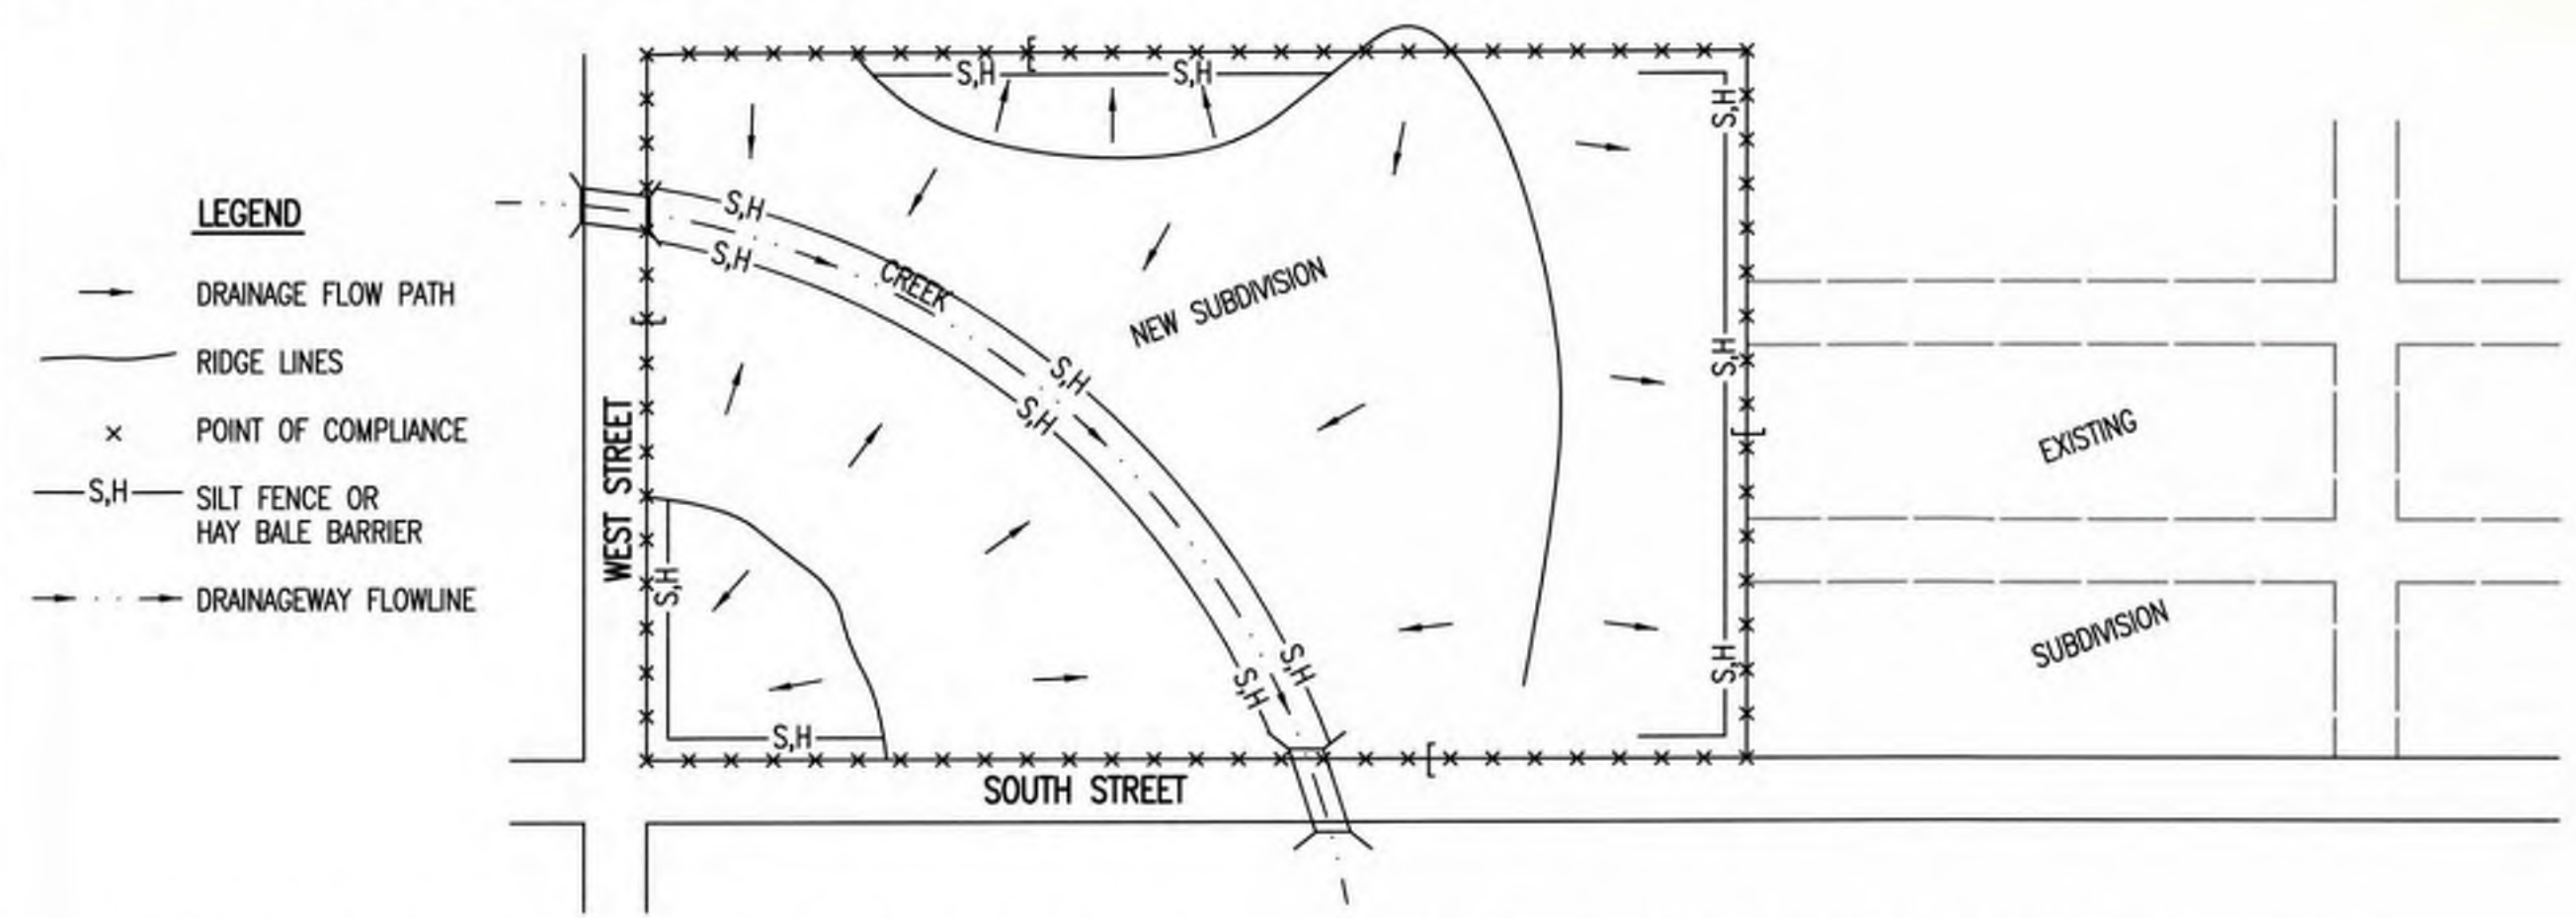 LEGEND
DRAINAGE FLOW PATH
RIDGE LINES
× POINT OF COMPLIANCE
S,H SILT FENCE OR
HAY BALE BARRIER
DRAINAGEWAY FLOWLINE
S,H
S,H
S,H
S,H
CREEK
NEW SUBDIVISION
S,H
S,H
S,H
S,H
WEST STREET
S,H
S,H
S,H
S,H
S,H
S,H
SOUTH STREET
EXISTING
SUBDIVISION